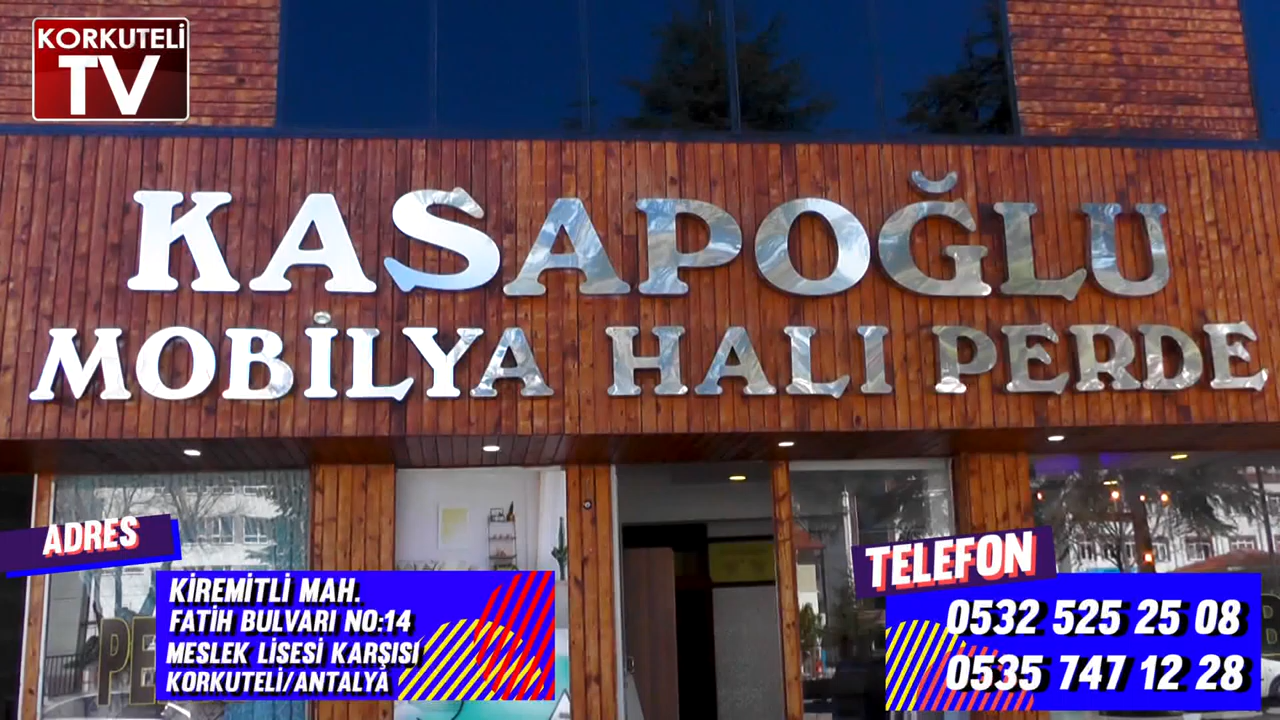 KORKUTELİ
TV
KASAPOĞLU
MOBİLYA HALI PERDE
ADRES
KİREMİTLİ MAH.
FATİH BULVARI NO:14
MESLEK LİSESİ KARŞISI
KORKUTELİ/ANTALYA
TELEFON
0532 525 25 08
0535 747 12 28